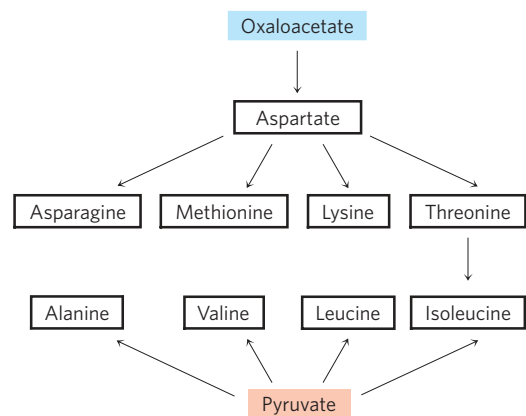 Oxaloacetate
Aspartate
Asparagine
Methionine
Lysine
Threonine
Alanine
Valine
Leucine
Isoleucine
Pyruvate